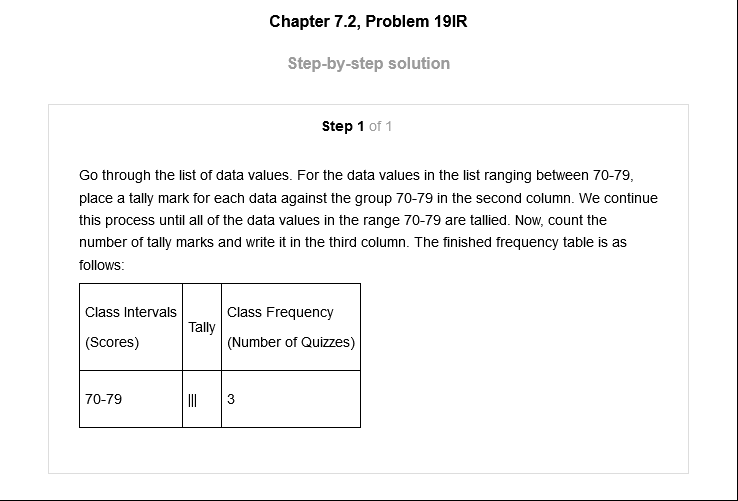 Chapter 7.2, Problem 19IR
Step-by-step solution
Step 1 of 1
Go through the list of data values. For the data values in the list ranging between 70-79,
place a tally mark for each data against the group 70-79 in the second column. We continue
this process until all of the data values in the range 70-79 are tallied. Now, count the
number of tally marks and write it in the third column. The finished frequency table is as
follows:
Class Intervals
(Scores)
Tally
Class Frequency
(Number of Quizzes)
70-79
|||
3